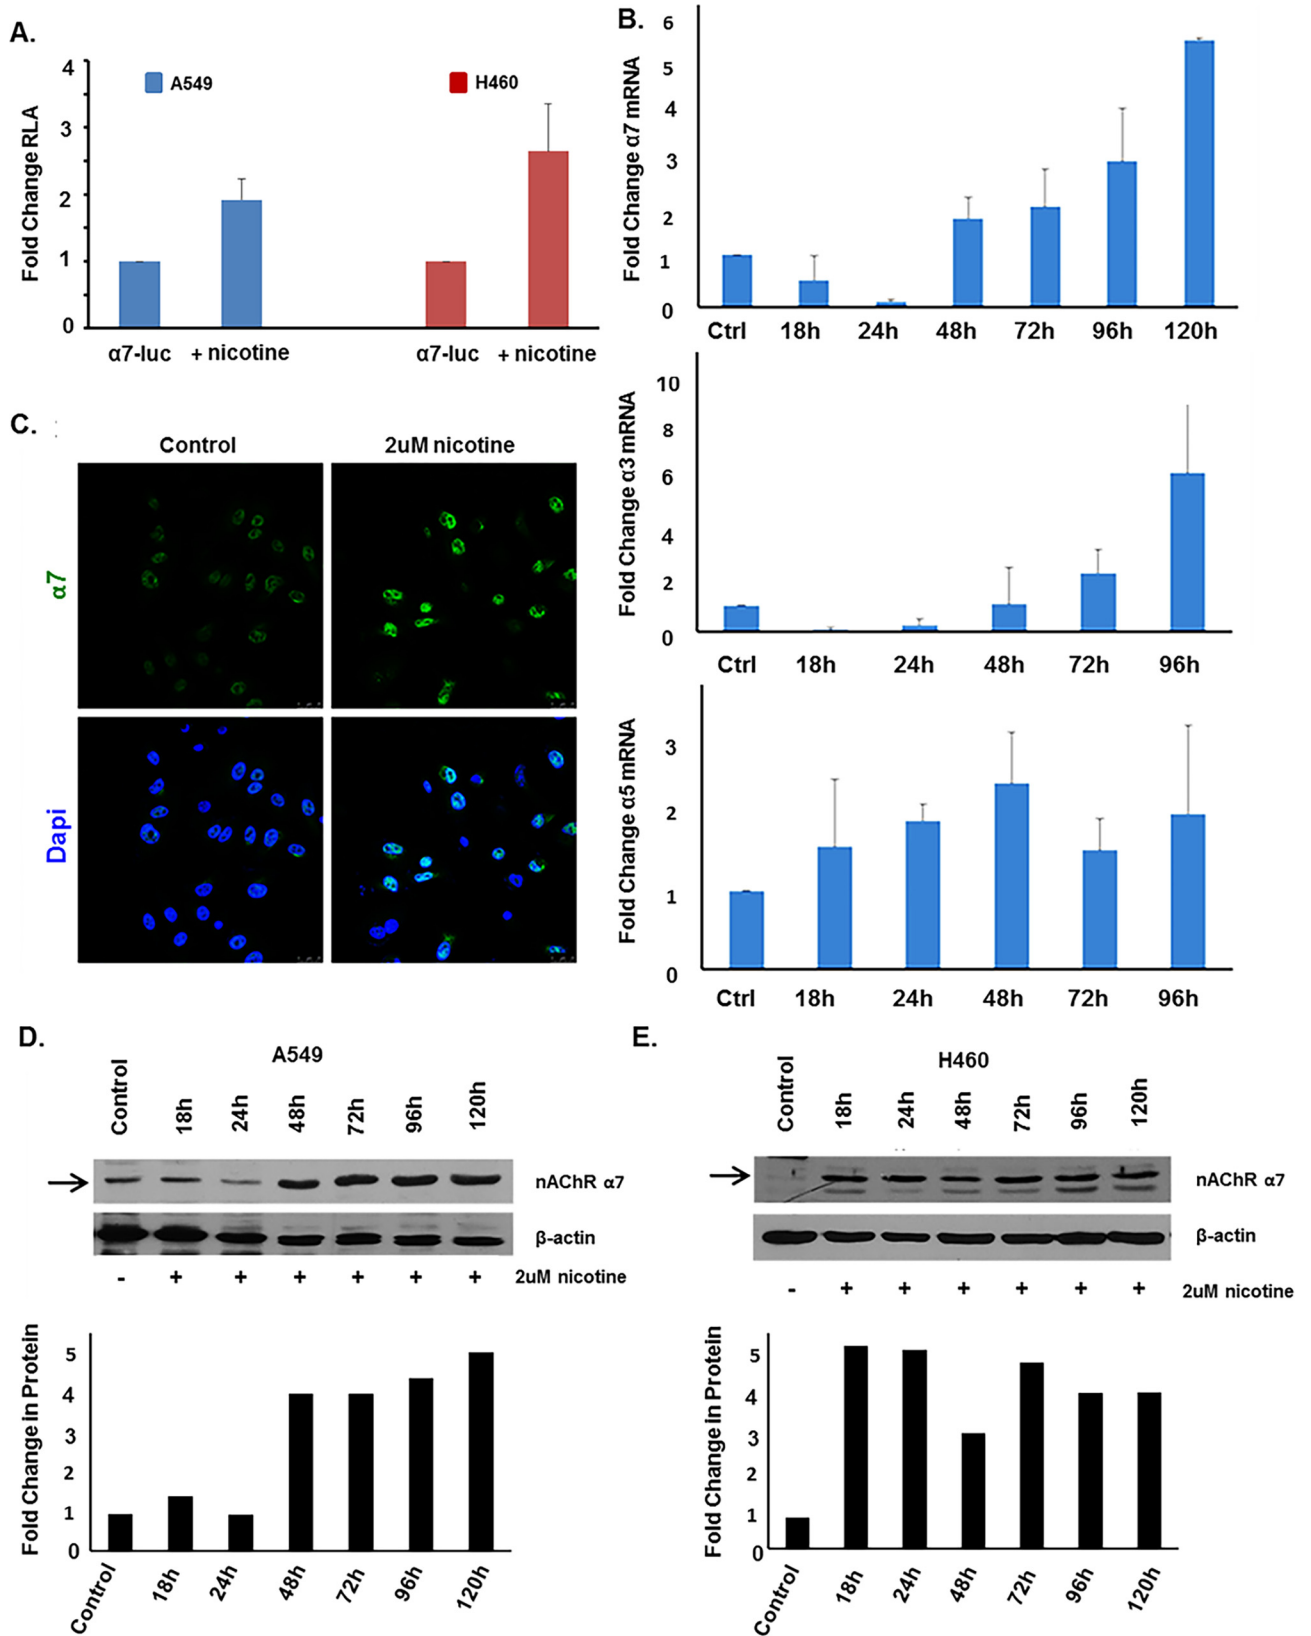 A.
Fold Change RLA
4
3
2
1
0
A549
H460
α7-luc + nicotine α7-luc + nicotine
B.
Fold Change α7 mRNA
6
5
4
3
2
1
0
Ctrl 18h 24h 48h 72h 96h 120h
Fold Change α3 mRNA
10
8
6
4
2
0
Ctrl 18h 24h 48h 72h 96h
Fold Change α5 mRNA
3
2
1
0
Ctrl 18h 24h 48h 72h 96h
C.
Control 2uM nicotine
α7
Dapi
D.
A549
Control 18h 24h 48h 72h 96h 120h
nAChR α7
β-actin
- + + + + + + 2uM nicotine
Fold Change in Protein
5
4
3
2
1
0
Control 18h 24h 48h 72h 96h 120h
E.
H460
Control 18h 24h 48h 72h 96h 120h
nAChR α7
β-actin
- + + + + + + 2uM nicotine
Fold Change in Protein
5
4
3
2
1
0
Control 18h 24h 48h 72h 96h 120h